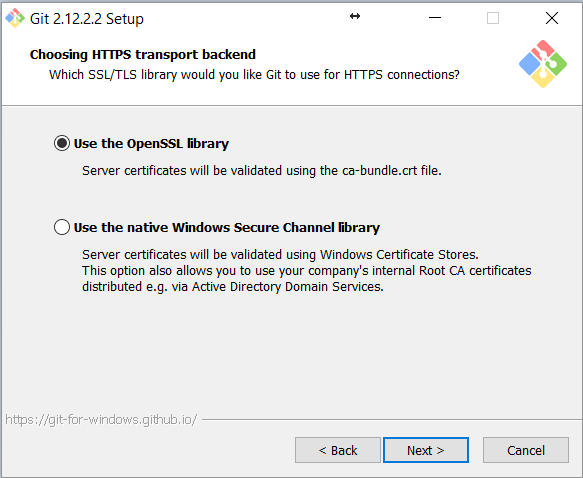 Git 2.12.2.2 Setup
Choosing HTTPS transport backend
Which SSL/TLS library would you like Git to use for HTTPS connections?
Use the OpenSSL library
Server certificates will be validated using the ca-bundle.crt file.
Use the native Windows Secure Channel library
Server certificates will be validated using Windows Certificate Stores.
This option also allows you to use your company's internal Root CA certificates
distributed e.g. via Active Directory Domain Services.
https://git-for-windows.github.io/
< Back
Next >
Cancel